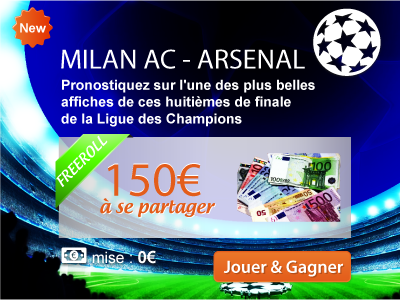 New
MILAN AC - ARSENAL
Pronostiquez sur l'une des plus belles
affiches de ces huitièmes de finale
de la Ligue des Champions
FREEROLL
150€
à se partager
mise : 0€
Jouer & Gagner